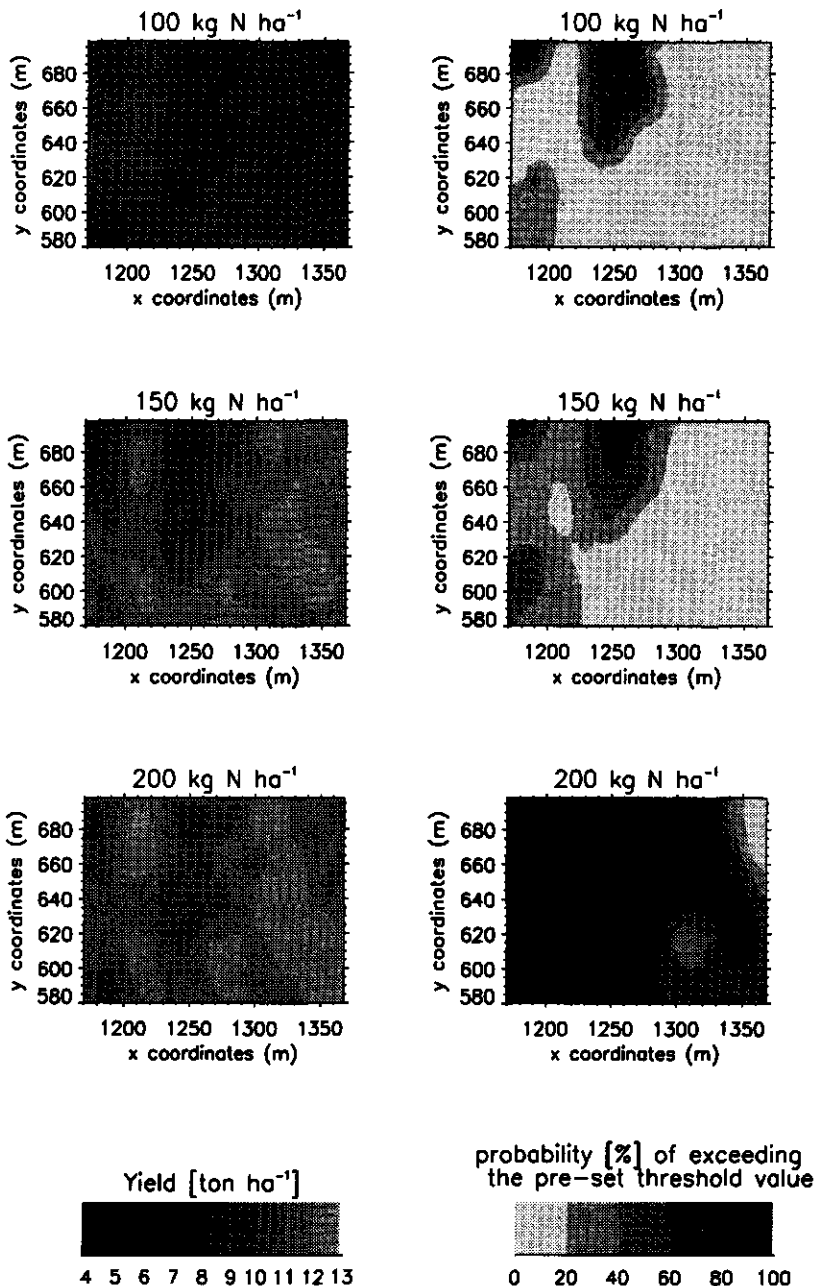 100 kg N ha⁻¹
100 kg N ha⁻¹
y coordinates (m)
680
660
640
620
600
580
1200 1250 1300 1350
x coordinates (m)
y coordinates (m)
680
660
640
620
600
580
1200 1250 1300 1350
x coordinates (m)
150 kg N ha⁻¹
150 kg N ha⁻¹
y coordinates (m)
680
660
640
620
600
580
1200 1250 1300 1350
x coordinates (m)
y coordinates (m)
680
660
640
620
600
580
1200 1250 1300 1350
x coordinates (m)
200 kg N ha⁻¹
200 kg N ha⁻¹
y coordinates (m)
680
660
640
620
600
580
1200 1250 1300 1350
x coordinates (m)
y coordinates (m)
680
660
640
620
600
580
1200 1250 1300 1350
x coordinates (m)
Yield [ton ha⁻¹]
4 5 6 7 8 9 10 11 12 13
probability [%] of exceeding
the pre-set threshold value
0 20 40 60 80 100